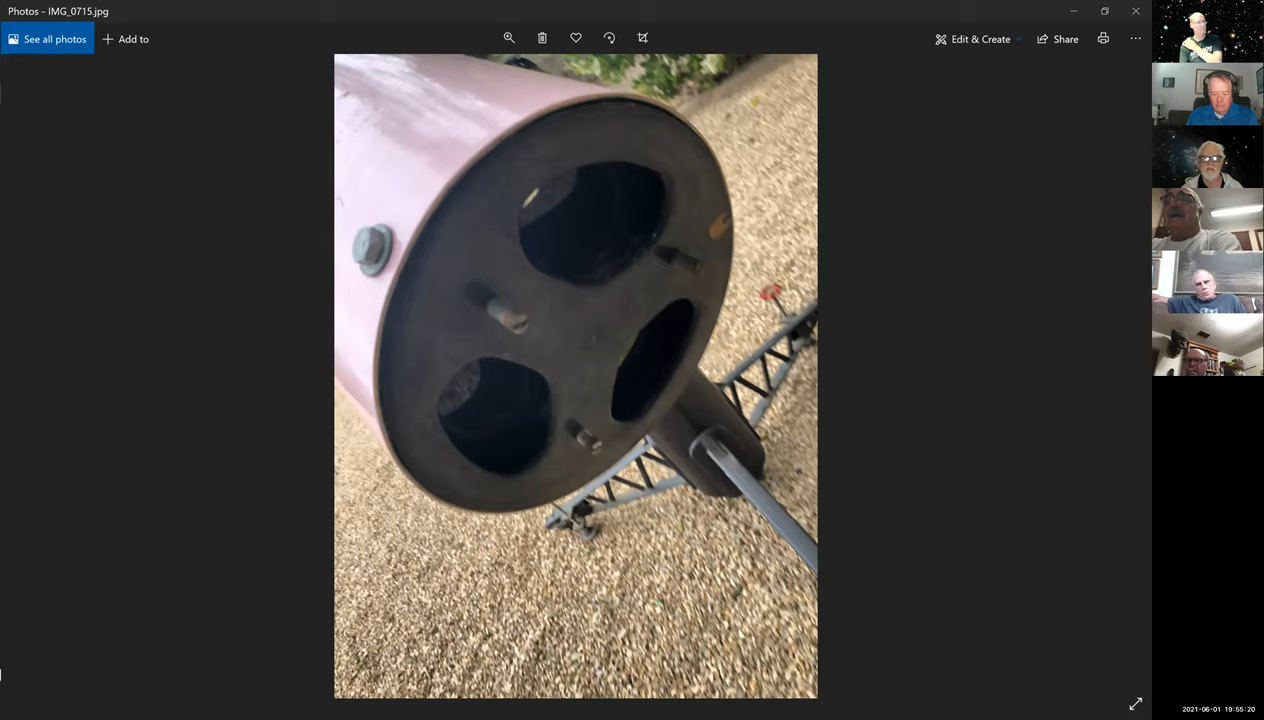 Photos - IMG_0715.jpg
See all photos
Add to
Edit & Create
Share
2021-06-01 19:55:20